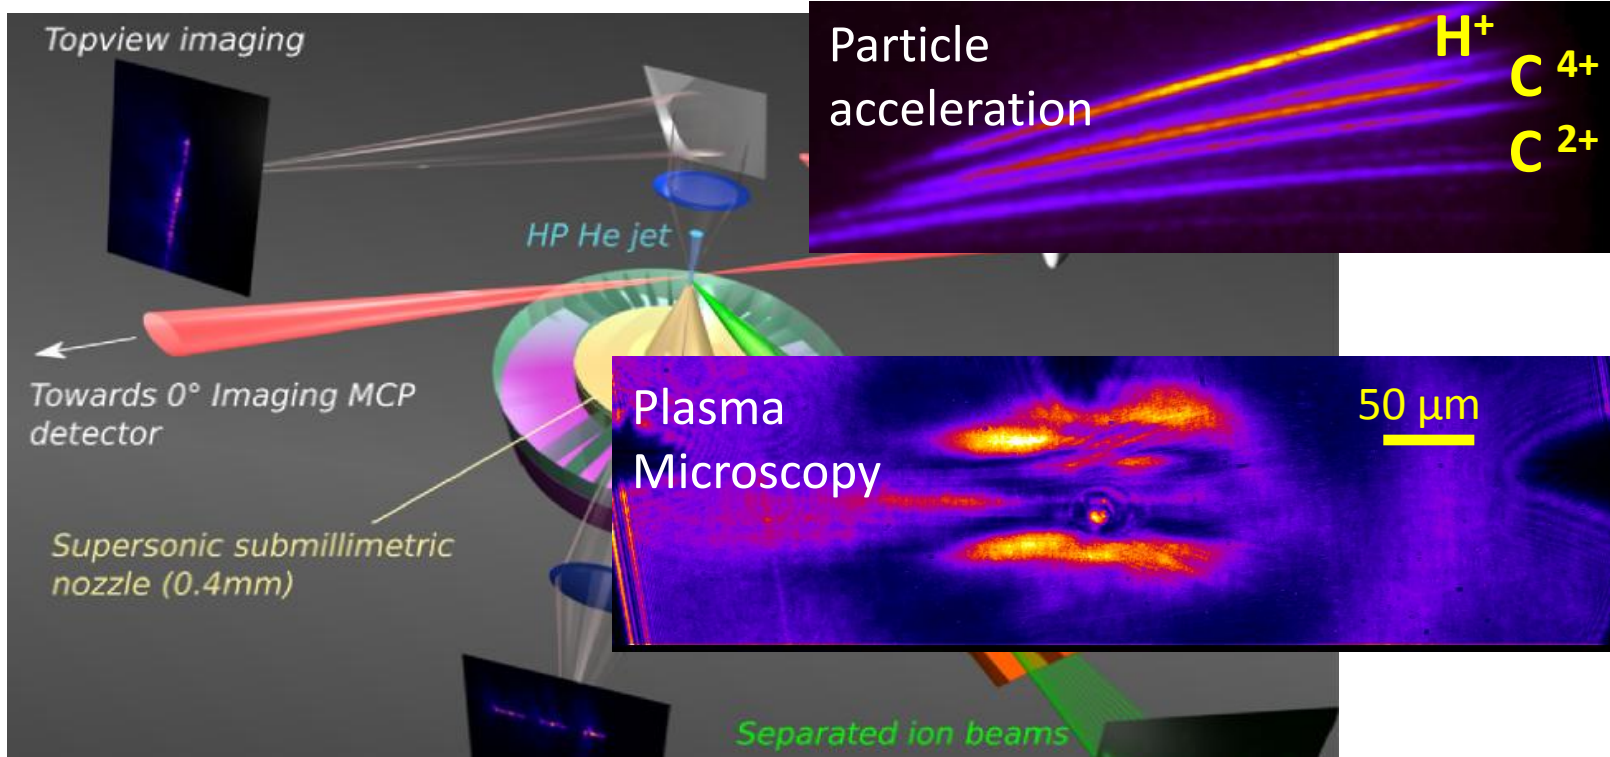 Topview imaging
Particle
acceleration
H+
C 4+
C 2+
HP He jet
Towards 0° Imaging MCP
detector
Plasma
Microscopy
50 μm
Supersonic submillimetric
nozzle (0.4mm)
Separated ion beams